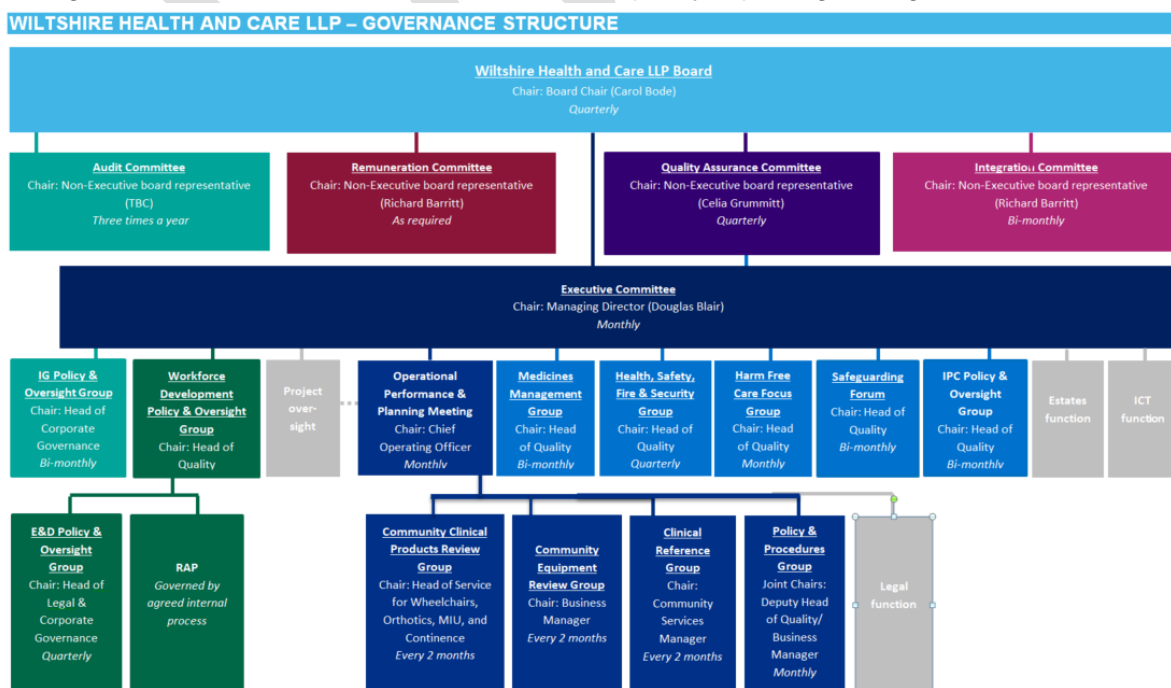 WILTSHIRE HEALTH AND CARE LLP – GOVERNANCE STRUCTURE
Wiltshire Health and Care LLP Board
Chair: Board Chair (Carol Bode)
Quarterly
Audit Committee
Chair: Non-Executive board representative
(TBC)
Three times a year
Remuneration Committee
Chair: Non-Executive board representative
(Richard Barritt)
As required
Quality Assurance Committee
Chair: Non-Executive board representative
(Celia Grummitt)
Quarterly
Integration Committee
Chair: Non-Executive board representative
(Richard Barritt)
Bi-monthly
Executive Committee
Chair: Managing Director (Douglas Blair)
Monthly
IG Policy &
Oversight Group
Chair: Head of
Corporate
Governance
Bi-monthly
Workforce
Development
Policy & Oversight
Group
Chair: Head of
Quality
Project
over-
sight
Operational
Performance &
Planning Meeting
Chair: Chief
Operating Officer
Monthly
Medicines
Management
Group
Chair: Head
of Quality
Bi-monthly
Health, Safety,
Fire & Security
Group
Chair: Head of
Quality
Quarterly
Harm Free
Care Focus
Group
Chair: Head
of Quality
Monthly
Safeguarding
Forum
Chair: Head of
Quality
Bi-monthly
IPC Policy &
Oversight
Group
Chair: Head of
Quality
Bi-monthly
Estates
function
ICT
function
E&D Policy &
Oversight
Group
Chair: Head of
Legal &
Corporate
Governance
Quarterly
RAP
Governed by
agreed internal
process
Community Clinical
Products Review
Group
Chair: Head of Service
for Wheelchairs,
Orthotics, MIU, and
Continence
Every 2 months
Community
Equipment
Review Group
Chair: Business
Manager
Every 2 months
Clinical
Reference
Group
Chair:
Community
Services
Manager
Every 2 months
Policy &
Procedures
Group
Joint Chairs:
Deputy Head
of Quality/
Business
Manager
Monthly
Legal
function